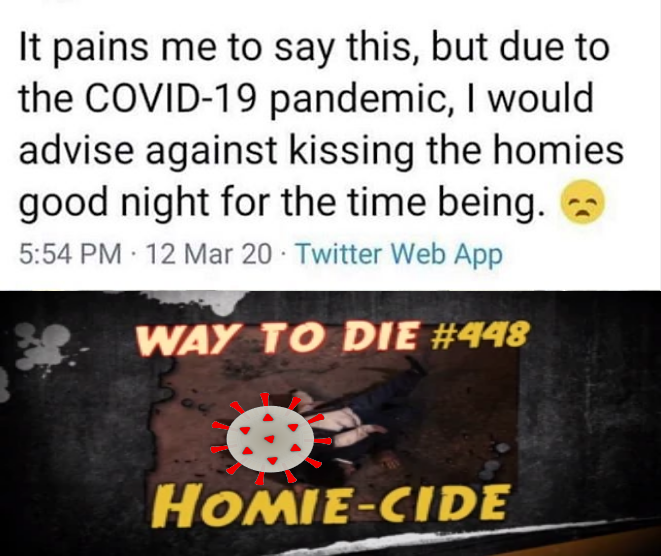 It pains me to say this, but due to
the COVID-19 pandemic, I would
advise against kissing the homies
good night for the time being. 😞
5:54 PM · 12 Mar 20 · Twitter Web App
WAY TO DIE #448
HOMIE-CIDE